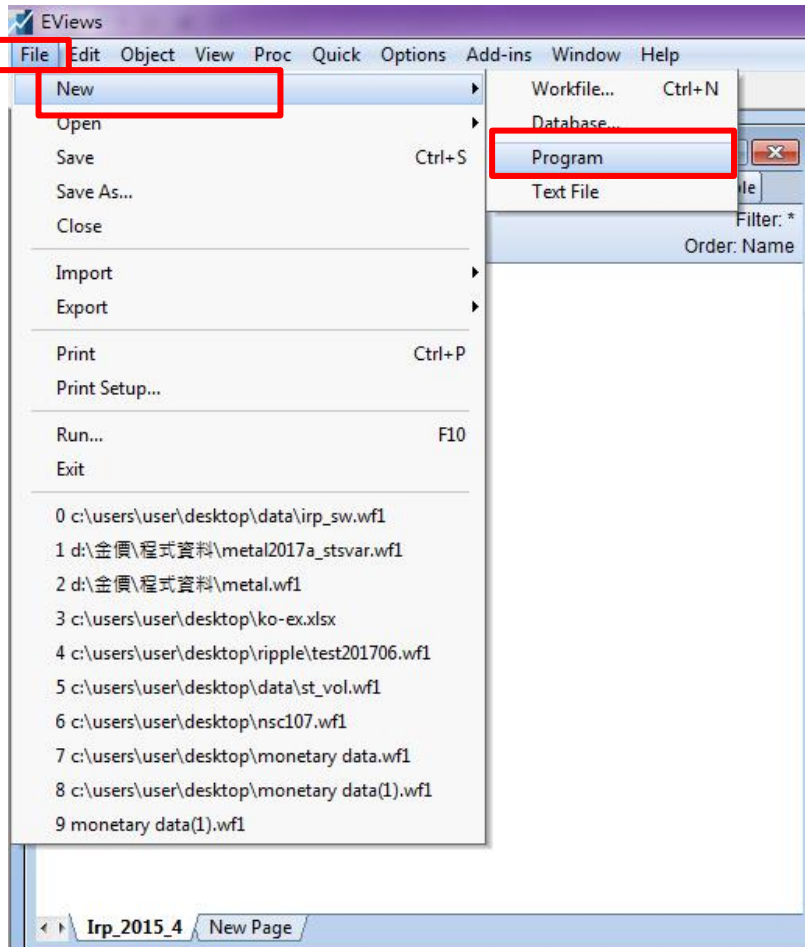 EViews
File Edit Object View Proc Quick Options Add-ins Window Help
New
Workfile... Ctrl+N
Open
Database...
Save Ctrl+S
Program
Save As...
Text File
Close
Filter: *
Order: Name
Import
Export
Print Ctrl+P
Print Setup...
Run... F10
Exit
0 c:\users\user\desktop\data\irp_sw.wf1
1 d:\金價\程式資料\metal2017a_stsvar.wf1
2 d:\金價\程式資料\metal.wf1
3 c:\users\user\desktop\ko-ex.xlsx
4 c:\users\user\desktop\ripple\test201706.wf1
5 c:\users\user\desktop\data\st_vol.wf1
6 c:\users\user\desktop\nsc107.wf1
7 c:\users\user\desktop\monetary data.wf1
8 c:\users\user\desktop\monetary data(1).wf1
9 monetary data(1).wf1
Irp_2015_4 New Page